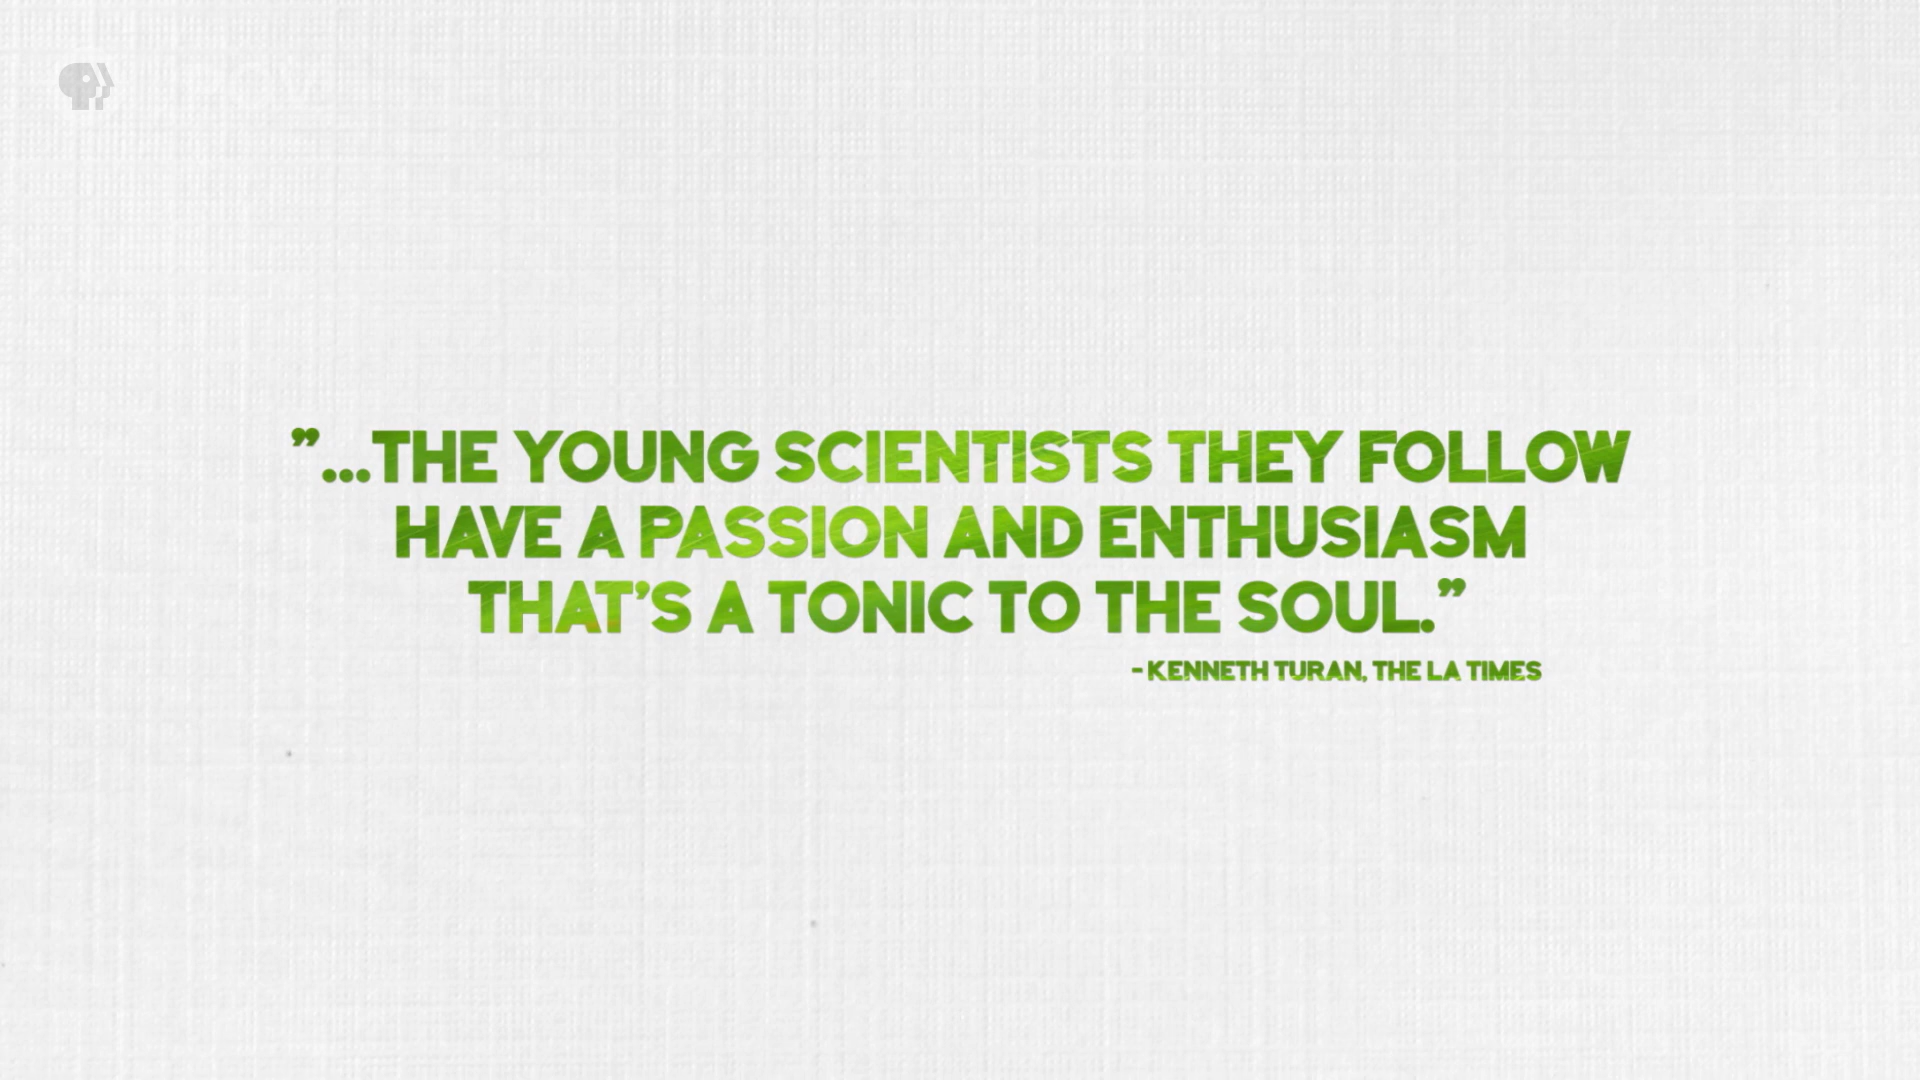 ”...THE YOUNG SCIENTISTS THEY FOLLOW
HAVE A PASSION AND ENTHUSIASM
THAT’S A TONIC TO THE SOUL.”
- KENNETH TURAN, THE LA TIMES